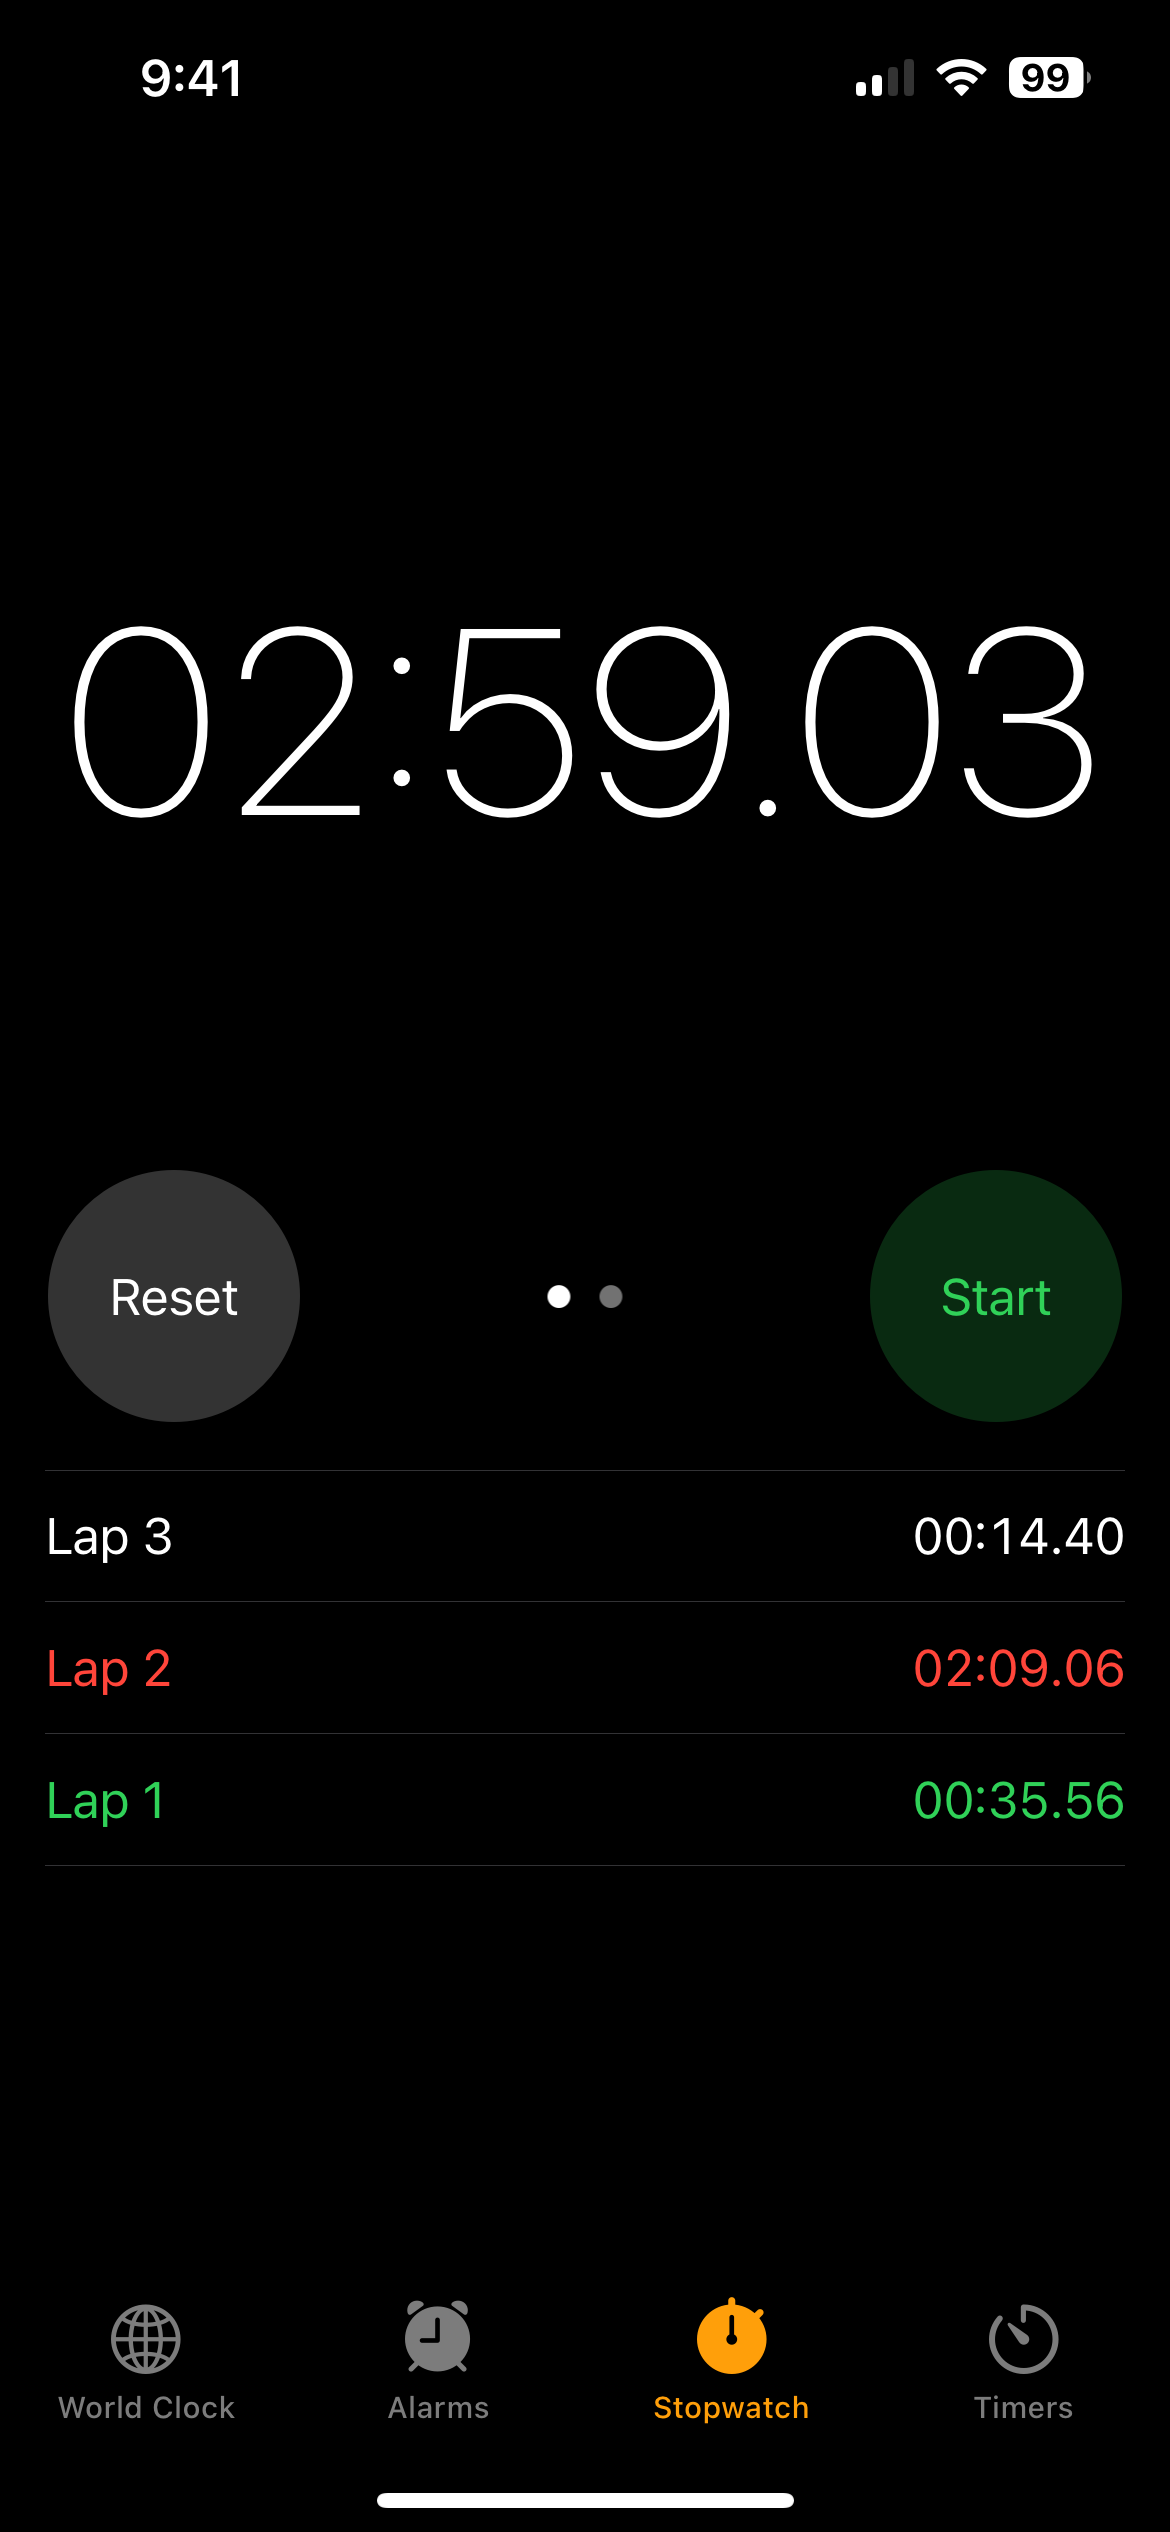 9:41 99
02:59.03
Reset Start
Lap 3 00:14.40
Lap 2 02:09.06
Lap 1 00:35.56
World Clock Alarms Stopwatch Timers